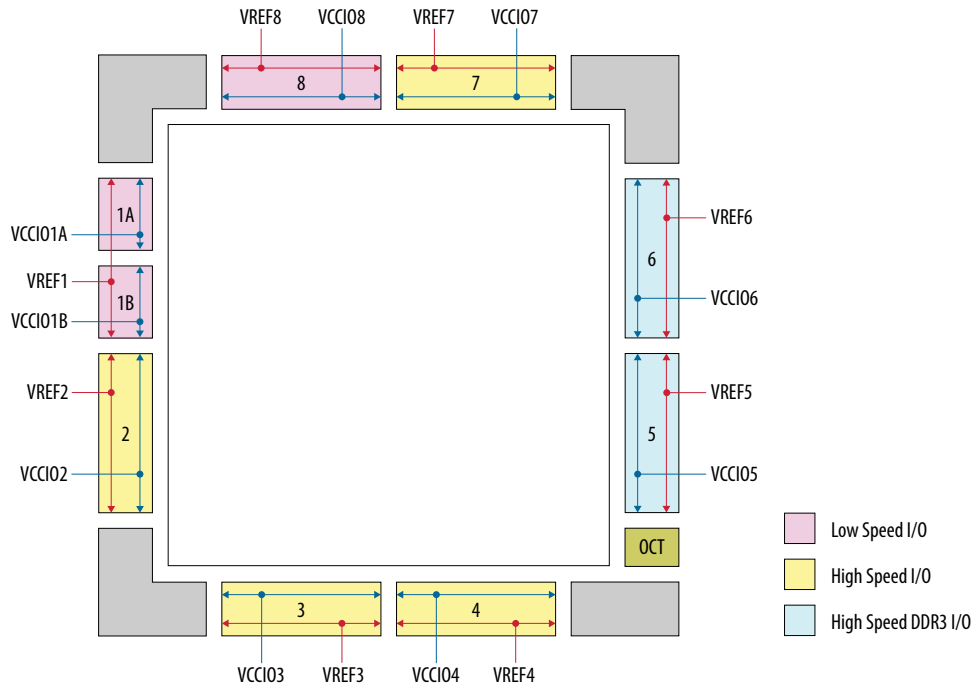 VREF8
VCCIO8
VREF7
VCCIO7
8
7
1A
VCCIO1A
VREF1
1B
VCCIO1B
VREF2
2
VCCIO2
VREF6
6
VCCIO6
VREF5
5
VCCIO5
OCT
3
4
VCCIO3
VREF3
VCCIO4
VREF4
Low Speed I/O
High Speed I/O
High Speed DDR3 I/O